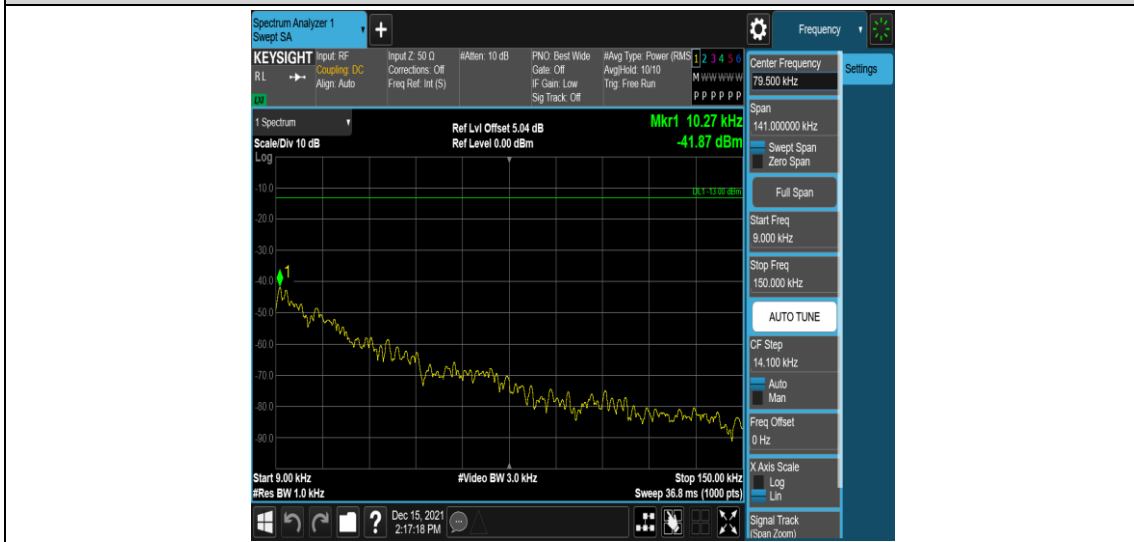 Spectrum Analyzer 1
Swept SA
+
Frequency
KEYSIGHT
RL
LXI
Input: RF
Coupling: DC
Align: Auto
Input Z: 50 Ω
Corrections: Off
Freq Ref: Int (S)
#Atten: 10 dB
PNO: Best Wide
Gate: Off
IF Gain: Low
Sig Track: Off
#Avg Type: Power (RMS
Avg|Hold: 10/10
Trig: Free Run
1 2 3 4 5 6
M W W W W W
P P P P P P
1 Spectrum
Scale/Div 10 dB
Log
Ref Lvl Offset 5.04 dB
Ref Level 0.00 dBm
Mkr1 10.27 kHz
-41.87 dBm
DL1 -13.00 dBm
-10.0
-20.0
-30.0
-40.0
-50.0
-60.0
-70.0
-80.0
-90.0
1
Start 9.00 kHz
#Res BW 1.0 kHz
#Video BW 3.0 kHz
Stop 150.00 kHz
Sweep 36.8 ms (1000 pts)
Center Frequency
79.500 kHz
Settings
Span
141.000000 kHz
Swept Span
Zero Span
Full Span
Start Freq
9.000 kHz
Stop Freq
150.000 kHz
AUTO TUNE
CF Step
14.100 kHz
Auto
Man
Freq Offset
0 Hz
X Axis Scale
Log
Lin
Signal Track
(Span Zoom)
?
Dec 15, 2021
2:17:18 PM